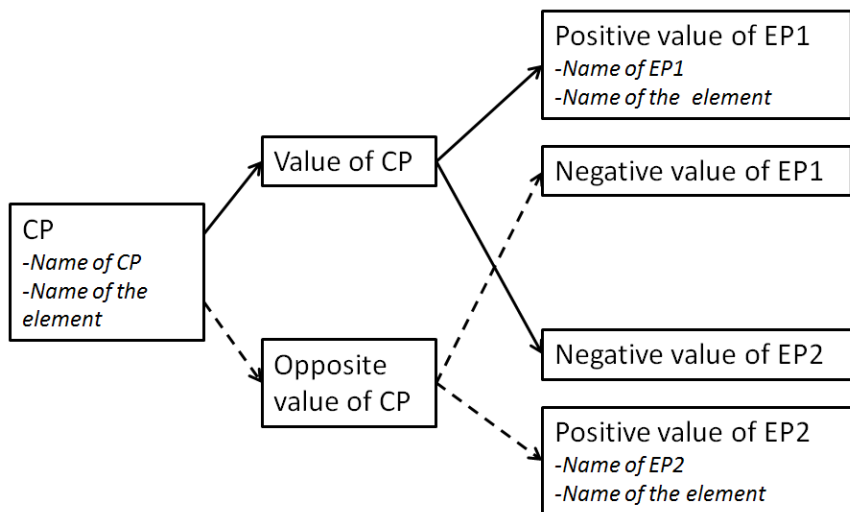 CP
-Name of CP
-Name of the
element
Value of CP
Opposite
value of CP
Positive value of EP1
-Name of EP1
-Name of the element
Negative value of EP1
Negative value of EP2
Positive value of EP2
-Name of EP2
-Name of the element